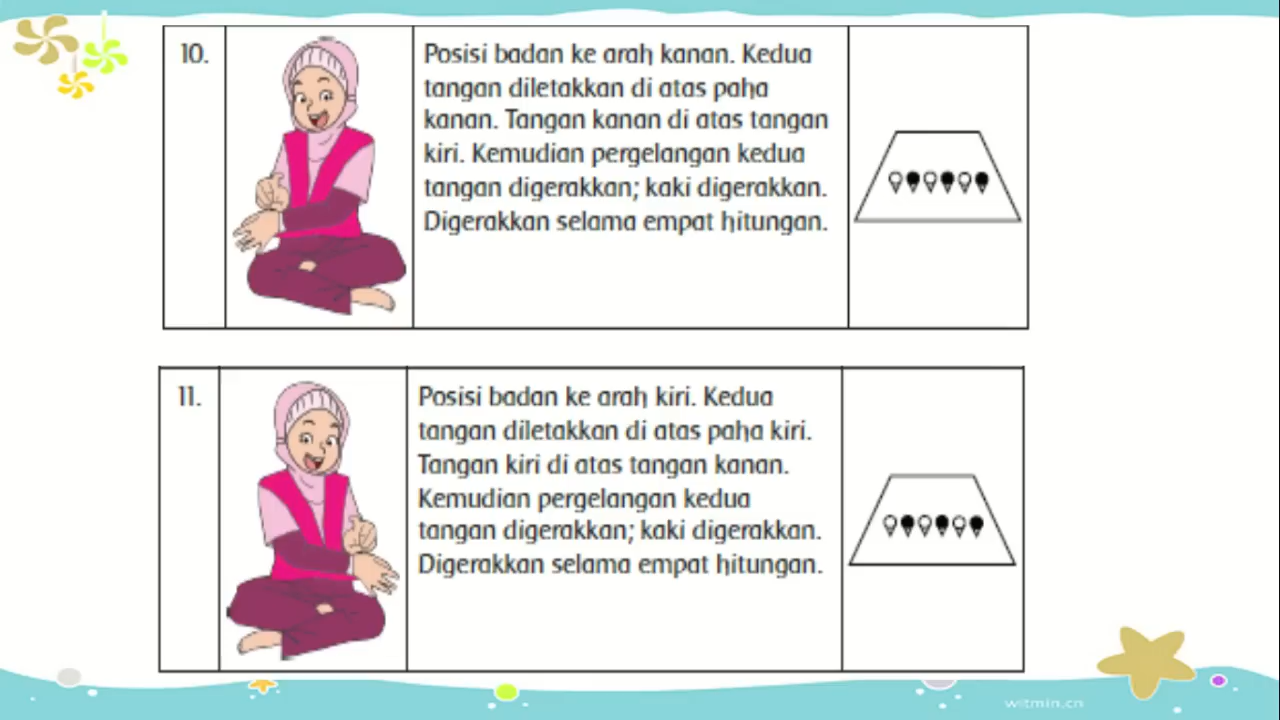 10.
Posisi badan ke arah kanan. Kedua
tangan diletakkan di atas paha
kanan. Tangan kanan di atas tangan
kiri. Kemudian pergelangan kedua
tangan digerakkan; kaki digerakkan.
Digerakkan selama empat hitungan.
11.
Posisi badan ke arah kiri. Kedua
tangan diletakkan di atas paha kiri.
Tangan kiri di atas tangan kanan.
Kemudian pergelangan kedua
tangan digerakkan; kaki digerakkan.
Digerakkan selama empat hitungan.
witmin.cn